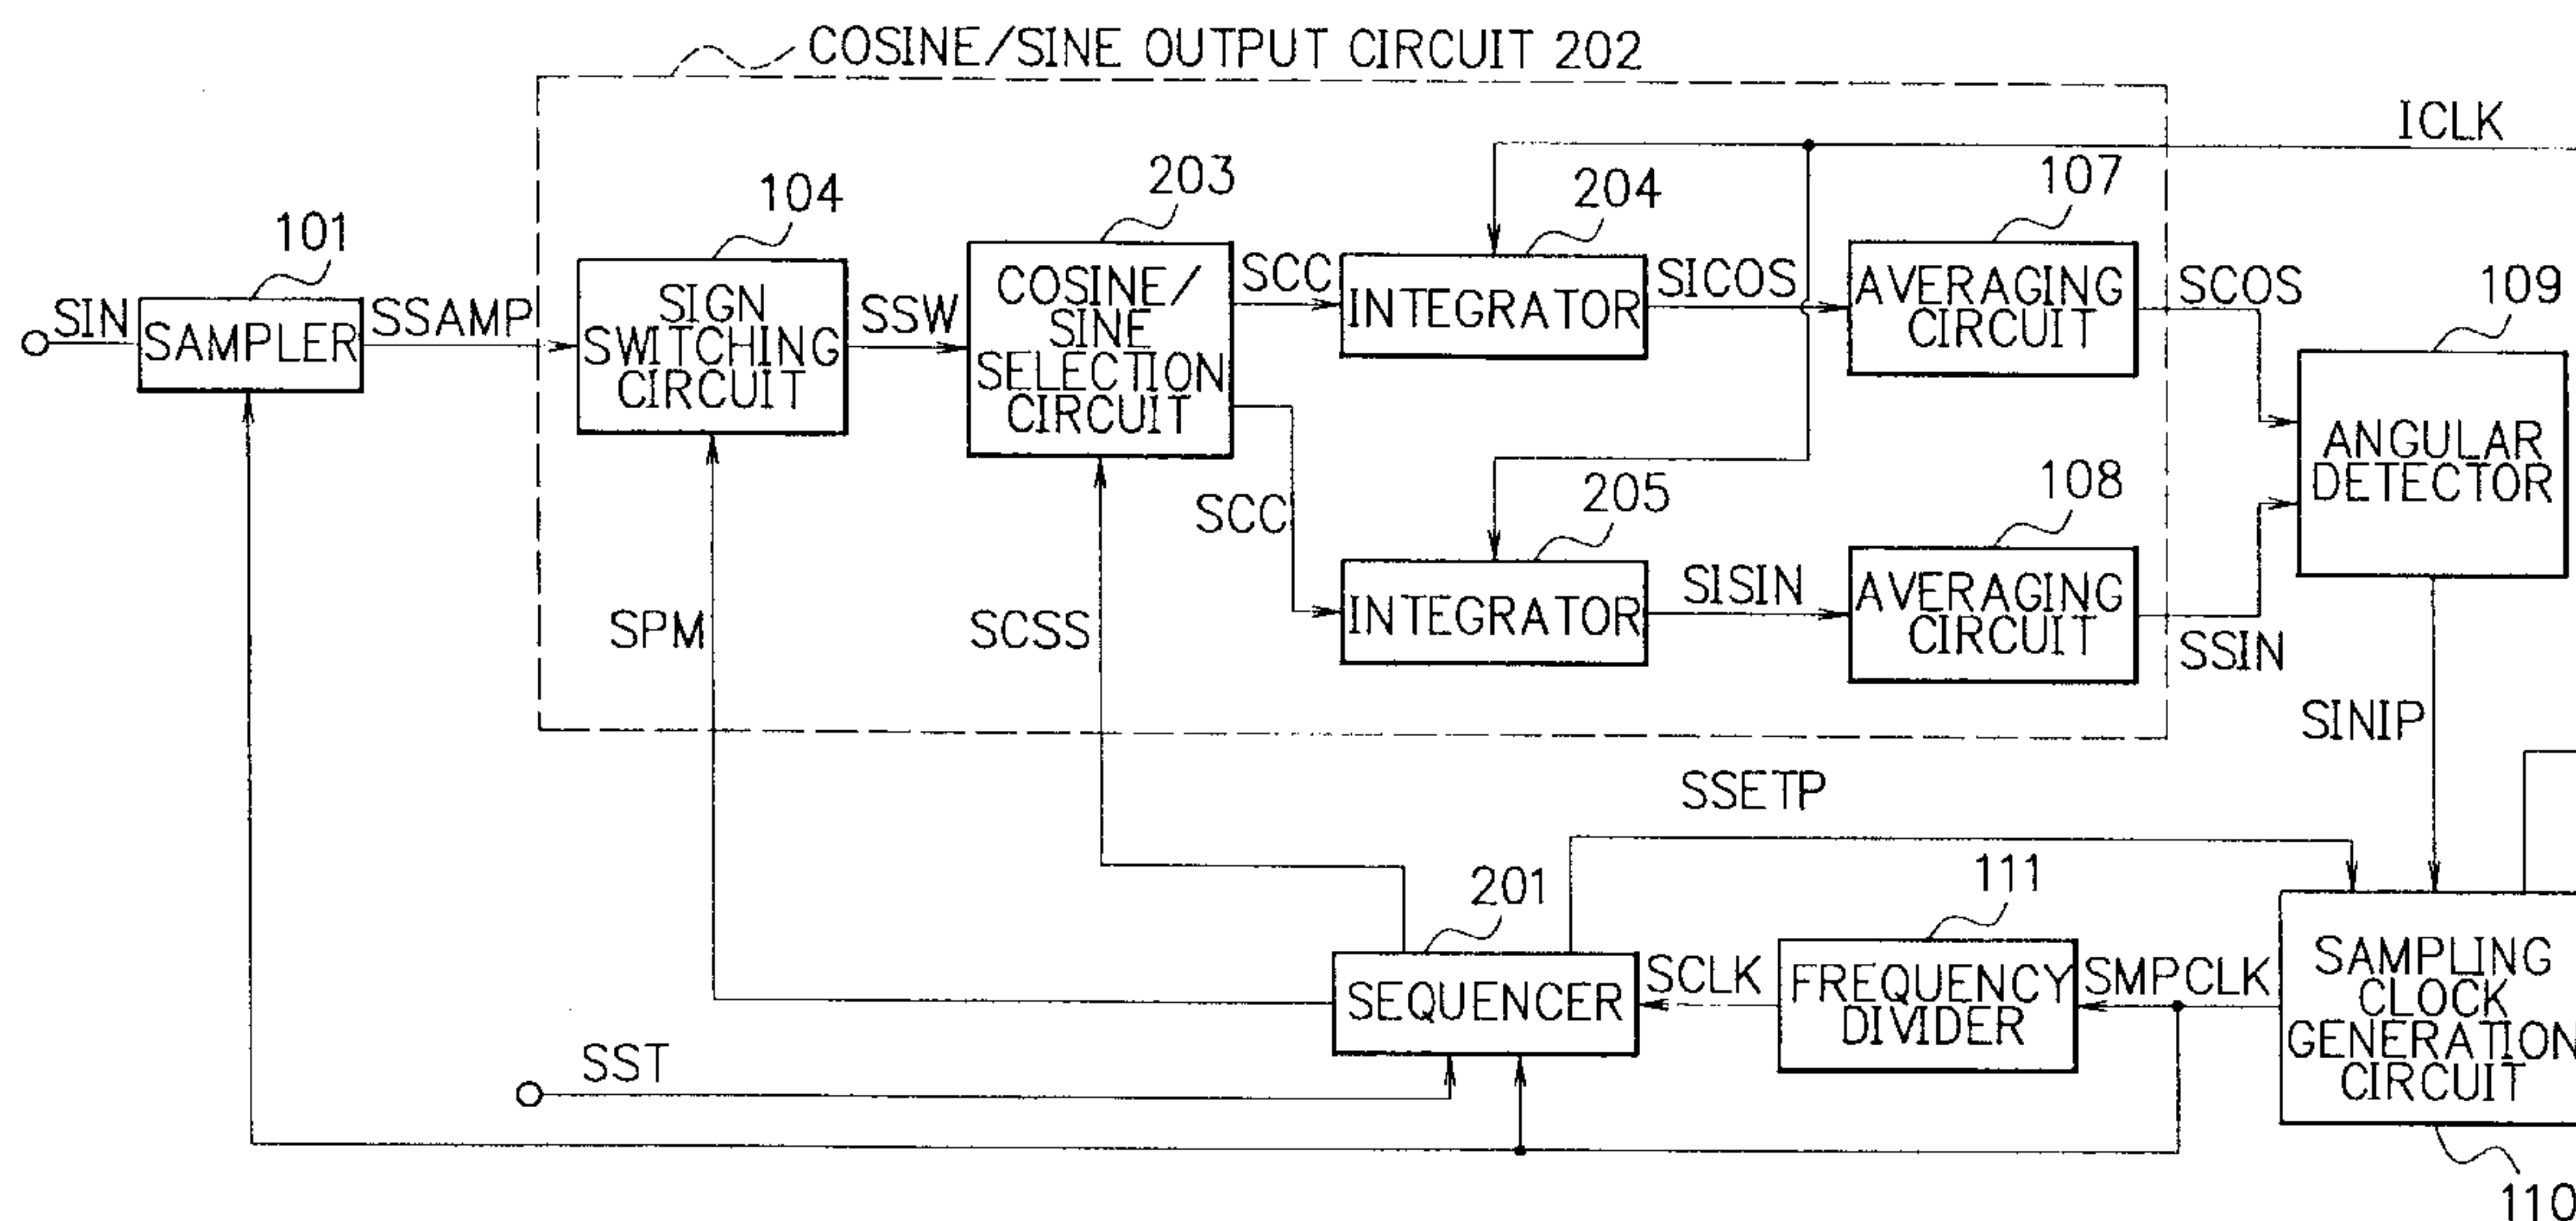 COSINE/SINE OUTPUT CIRCUIT 202
ICLK
101
104
203
204
107
109
SIN
SAMPLER
SSAMP
SIGN
SWITCHING
CIRCUIT
SSW
COSINE/
SINE
SELECTION
CIRCUIT
SCC
INTEGRATOR
SICOS
AVERAGING
CIRCUIT
SCOS
ANGULAR
DETECTOR
SCC
205
INTEGRATOR
SISIN
108
AVERAGING
CIRCUIT
SSIN
SPM
SCSS
SINIP
SSETP
201
SEQUENCER
SCLK
111
FREQUENCY
DIVIDER
SMPCLK
SAMPLING
CLOCK
GENERATION
CIRCUIT
110
SST